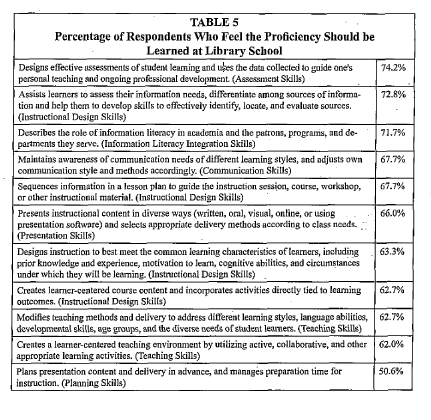 TABLE 5
Percentage of Respondents Who Feel the Proficiency Should be
Learned at Library School
Designs effective assessments of student learning and uses the data collected to guide one's 74.2%
personal teaching and ongoing professional development. (Assessment Skills)
Assists learners to assess their information needs, differentiate among sources of informa- 72.8%
tion and help them to develop skills to effectively identify, locate, and evaluate sources.
(Instructional Design Skills)
Describes the role of information literacy in academia and the patrons, programs, and de- 71.7%
partments they serve. (Information Literacy Integration Skills)
Maintains awareness of communication needs of different learning styles, and adjusts own 67.7%
communication style and methods accordingly. (Communication Skills)
Sequences information in a lesson plan to guide the instruction session, course, workshop, 67.7%
or other instructional material. (Instructional Design Skills)
Presents instructional content in diverse ways (written, oral, visual, online, or using 66.0%
presentation software) and selects appropriate delivery methods according to class needs.
(Presentation Skills)
Designs instruction to best meet the common learning characteristics of learners, including 63.3%
prior knowledge and experience, motivation to learn, cognitive abilities, and circumstances
under which they will be learning. (Instructional Design Skills)
Creates learner-centered course content and incorporates activities directly tied to learning 62.7%
outcomes. (Instructional Design Skills)
Modifies teaching methods and delivery to address different learning styles, language abilities, 62.7%
developmental skills, age groups, and the diverse needs of student learners. (Teaching Skills)
Creates a learner-centered teaching environment by using active, collaborative, and other 62.0%
appropriate learning activities. (Teaching Skills)
Plans presentation content and delivery in advance, and manages preparation time for 50.6%
instruction. (Planning Skills)